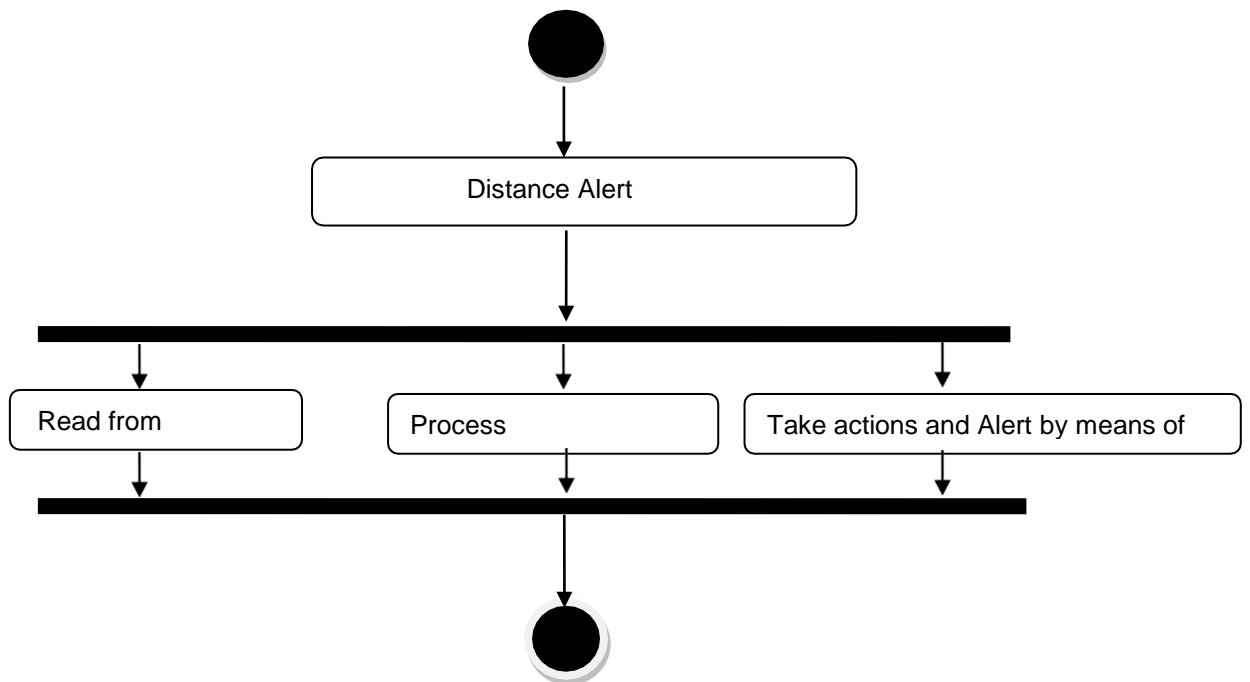 Distance Alert
Read from
Process
Take actions and Alert by means of